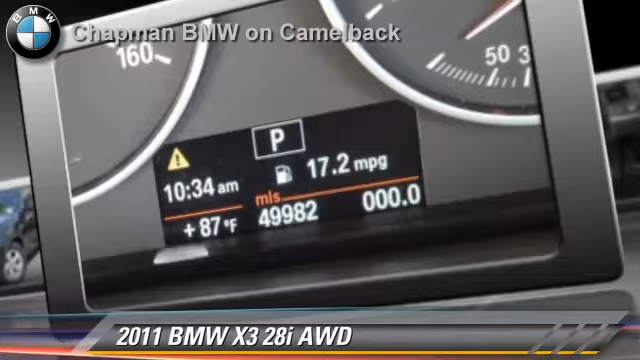 BMW
Chapman BMW on Camelback
160
50 3
P
17.2 mpg
10:34 am
mls
+87°F
49982
000.0
2011 BMW X3 28i AWD